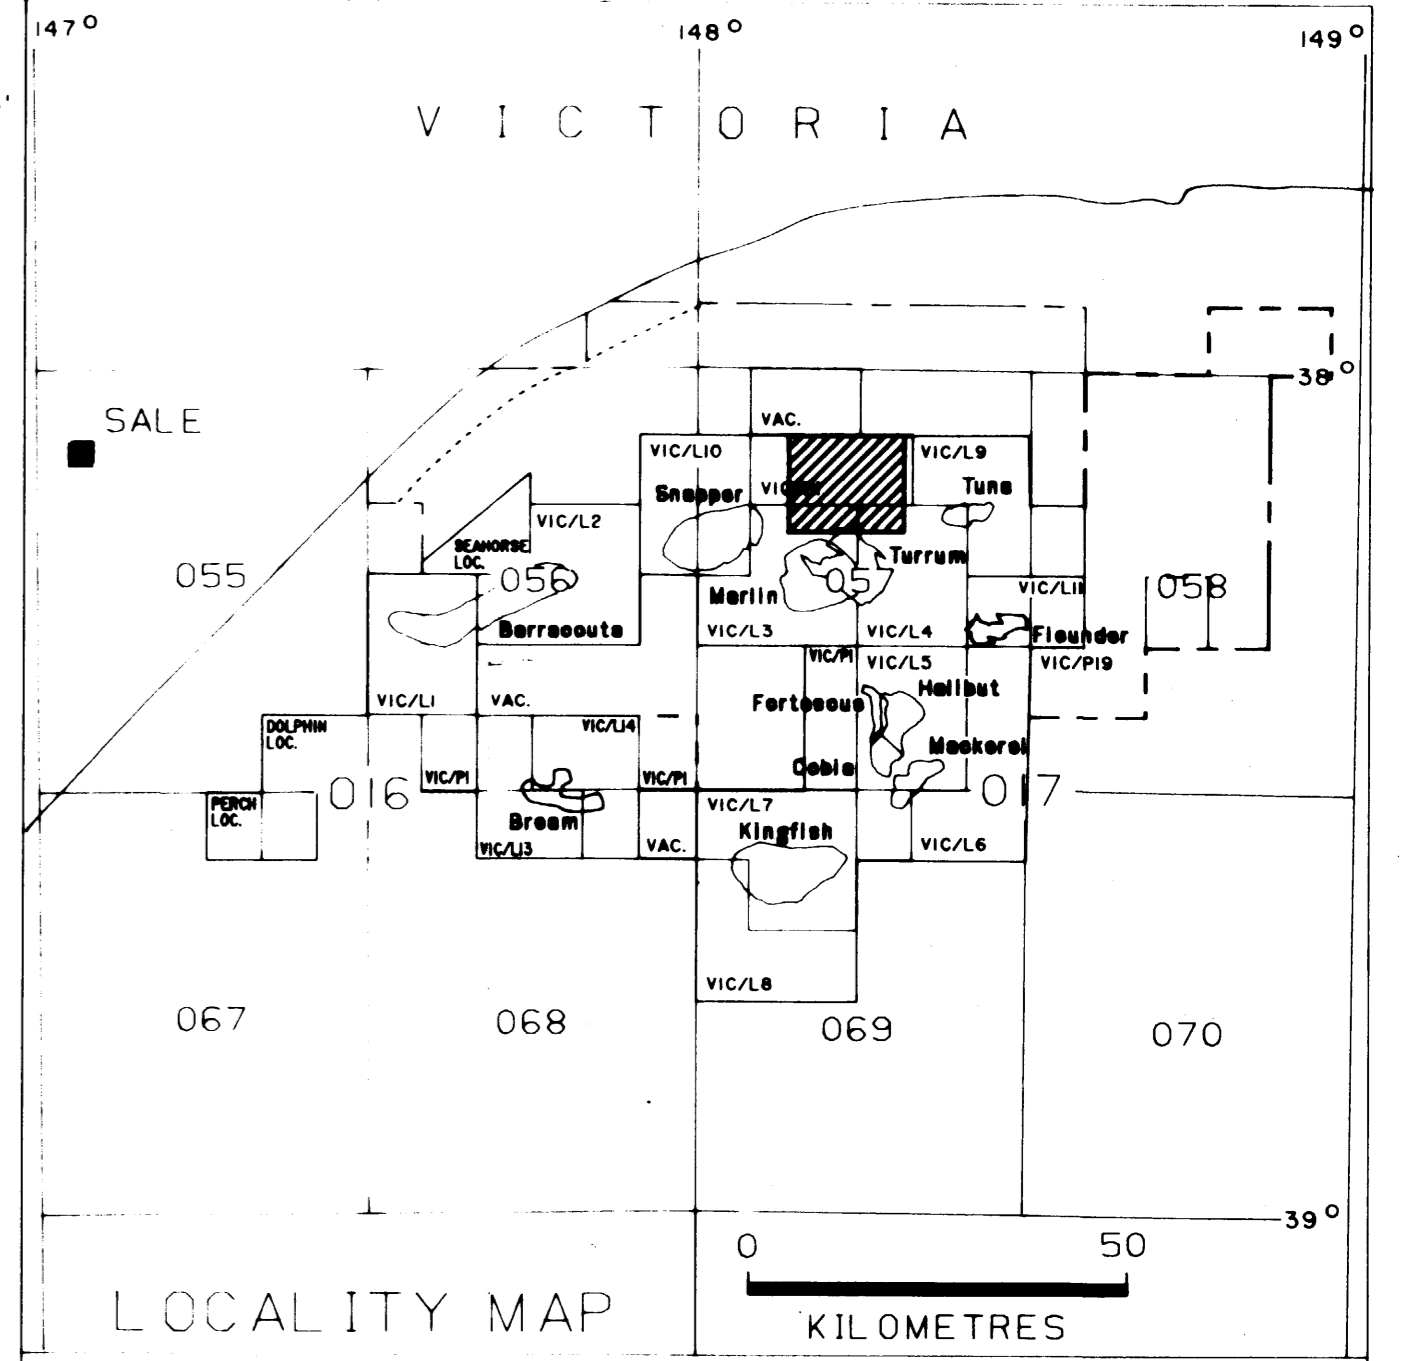 147° 148° 149°
VICTORIA
38°
SALE
VAC.
VIC/L10
VIC/L9
Snapper
Tuna
VIC/L2
SEAHORSE
LOC.
Turrum
055
056
05
058
Marlin
VIC/L11
Barracouta
VIC/L3
VIC/L4
Flounder
VIC/P1
VIC/L5
VIC/P19
Halibut
VIC/L1
VAC.
Fortescue
DOLPHIN
LOC.
VIC/L14
Mackerel
Cobia
VIC/P1
VIC/P1
016
017
PERCH
LOC.
VIC/L7
Bream
Kingfish
VIC/L13
VAC.
VIC/L6
VIC/L8
067
068
069
070
39°
0 50
KILOMETRES
LOCALITY MAP